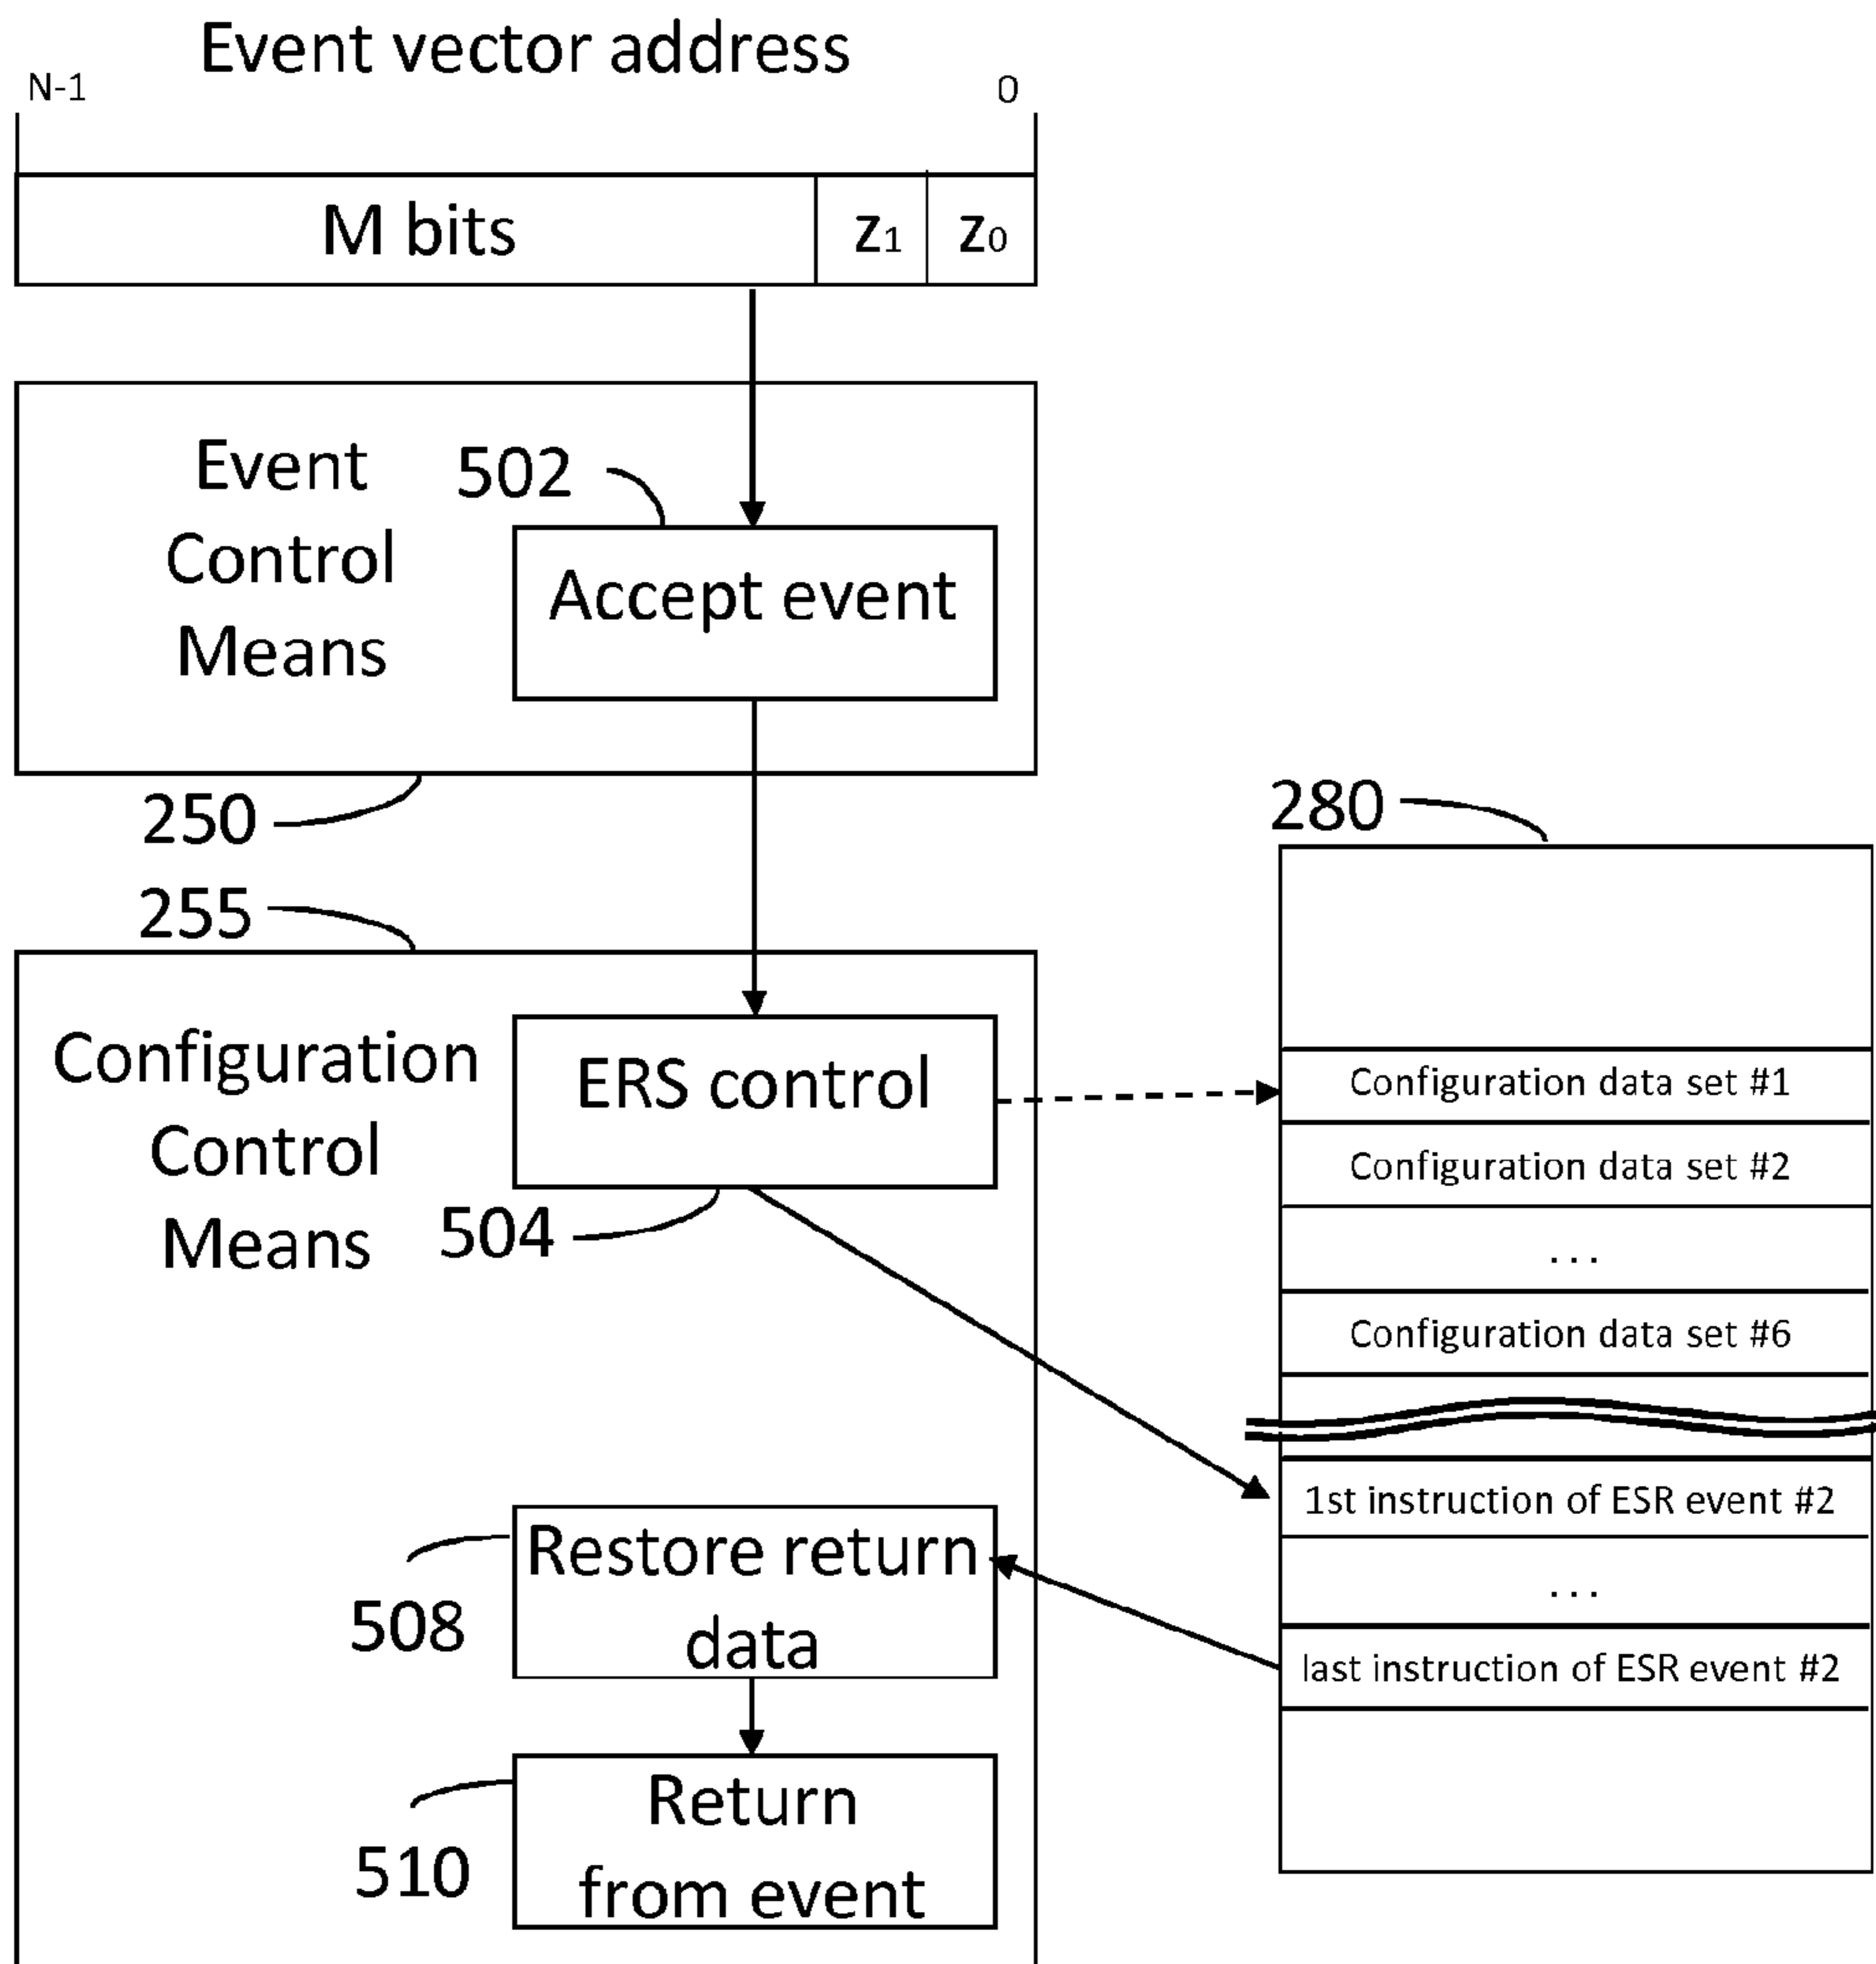 Event vector address
N-1
0
M bits
z1
z0
Event
Control
Means
502
Accept event
250
280
255
Configuration
Control
Means
ERS control
504
Configuration data set #1
Configuration data set #2
...
Configuration data set #6
1st instruction of ESR event #2
...
last instruction of ESR event #2
Restore return
data
508
Return
from event
510